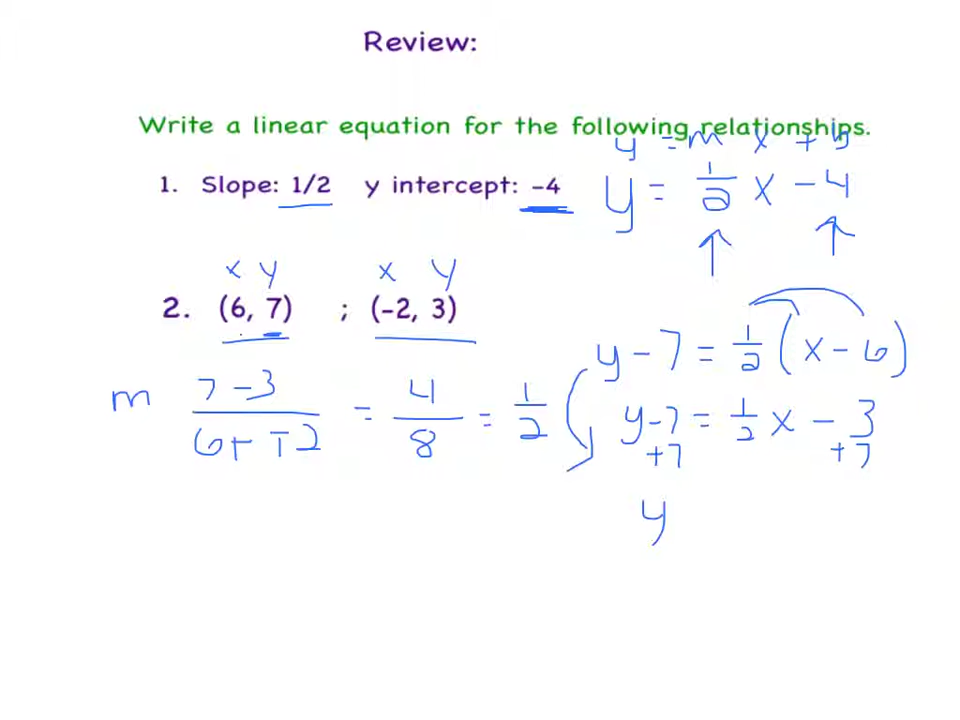 Review:
Write a linear equation for the following relationships.
y = m x + b
1. Slope: 1/2 y intercept: -4 y = 1/2 x - 4
x y x y
2. (6, 7) ; (-2, 3)
y - 7 = 1/2 (x - 6)
m 7 - 3 / 6 + +2 = 4/8 = 1/2 y - 7 = 1/2 x - 3
+7 +7
y